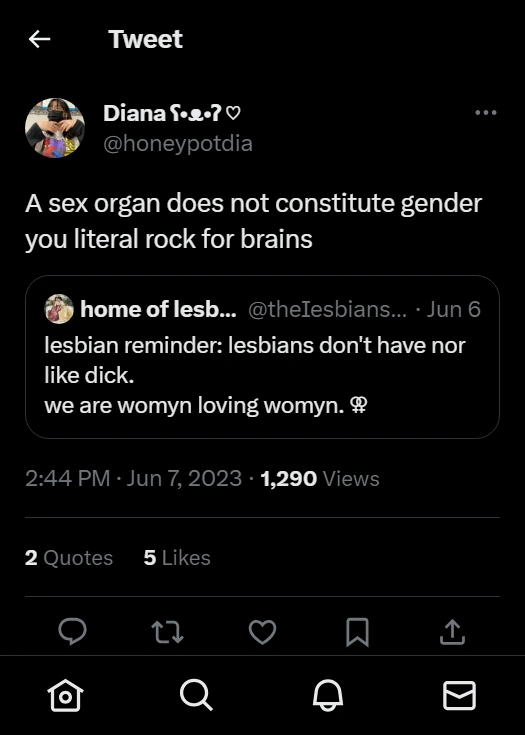 Tweet
Diana ʕ•ᴥ•ʔ♡
@honeypotdia
A sex organ does not constitute gender
you literal rock for brains
home of lesb... @theIesbians... · Jun 6
lesbian reminder: lesbians don't have nor
like dick.
we are womyn loving womyn. ⚢
2:44 PM · Jun 7, 2023 · 1,290 Views
2 Quotes 5 Likes